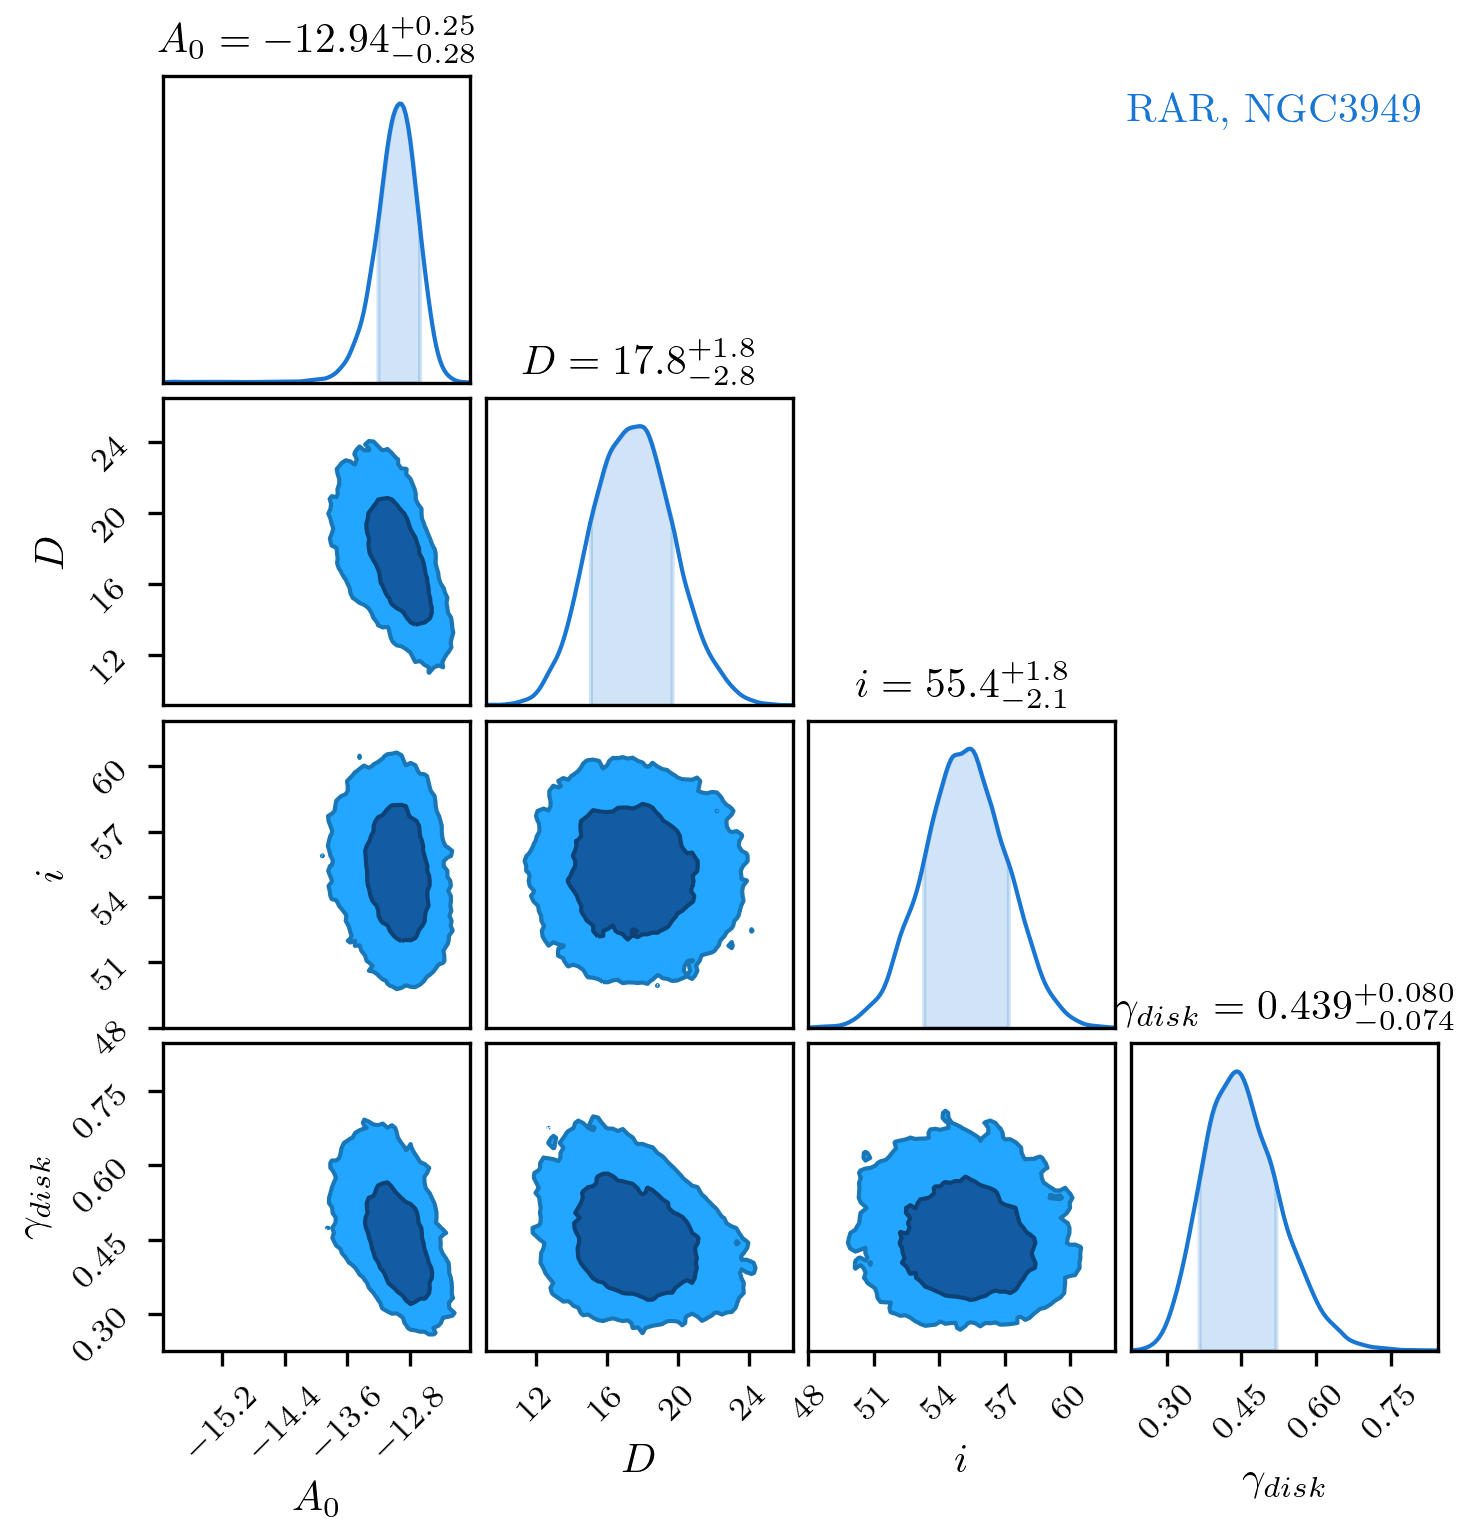 A₀ = −12.94^{+0.25}_{−0.28}
RAR, NGC3949
D = 17.8^{+1.8}_{−2.8}
24
20
16
12
D
i = 55.4^{+1.8}_{−2.1}
60
57
54
51
48
i
γ_{disk} = 0.439^{+0.080}_{−0.074}
0.75
0.60
0.45
0.30
γ_{disk}
−15.2 −14.4 −13.6 −12.8 12 16 20 24 48 51 54 57 60 0.30 0.45 0.60 0.75
A₀ D i γ_{disk}